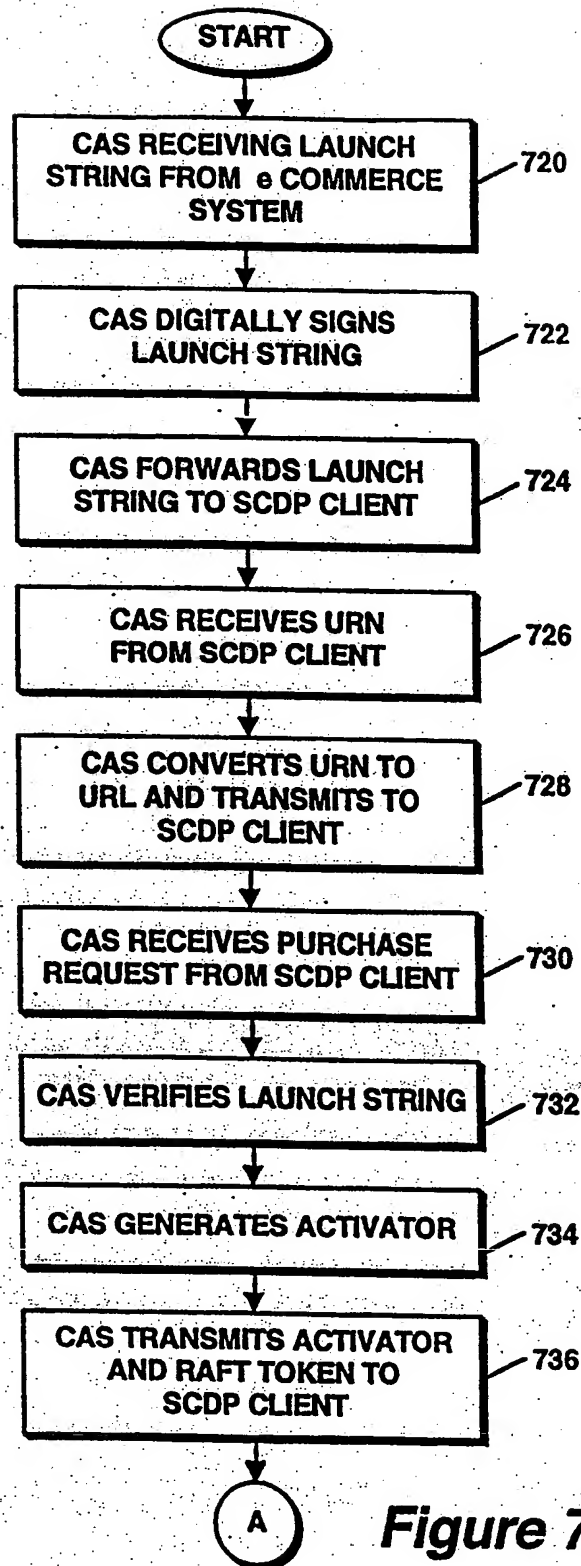 START
CAS RECEIVING LAUNCH
STRING FROM e COMMERCE
SYSTEM
720
CAS DIGITALLY SIGNS
LAUNCH STRING
722
CAS FORWARDS LAUNCH
STRING TO SCDP CLIENT
724
CAS RECEIVES URN
FROM SCDP CLIENT
726
CAS CONVERTS URN TO
URL AND TRANSMITS TO
SCDP CLIENT
728
CAS RECEIVES PURCHASE
REQUEST FROM SCDP CLIENT
730
CAS VERIFIES LAUNCH STRING
732
CAS GENERATES ACTIVATOR
734
CAS TRANSMITS ACTIVATOR
AND RAFT TOKEN TO
SCDP CLIENT
736
A
Figure 7